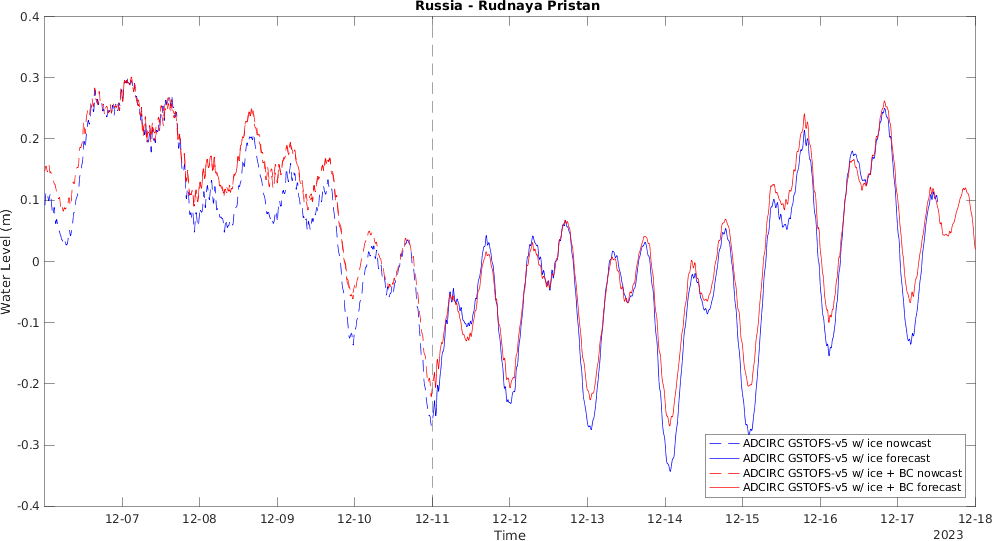 Russia - Rudnaya Pristan
0.4
0.3
0.2
0.1
0
-0.1
-0.2
-0.3
-0.4
Water Level (m)
ADCIRC GSTOFS-v5 w/ ice nowcast
ADCIRC GSTOFS-v5 w/ ice forecast
ADCIRC GSTOFS-v5 w/ ice + BC nowcast
ADCIRC GSTOFS-v5 w/ ice + BC forecast
12-07 12-08 12-09 12-10 12-11 12-12 12-13 12-14 12-15 12-16 12-17 12-18
Time
2023